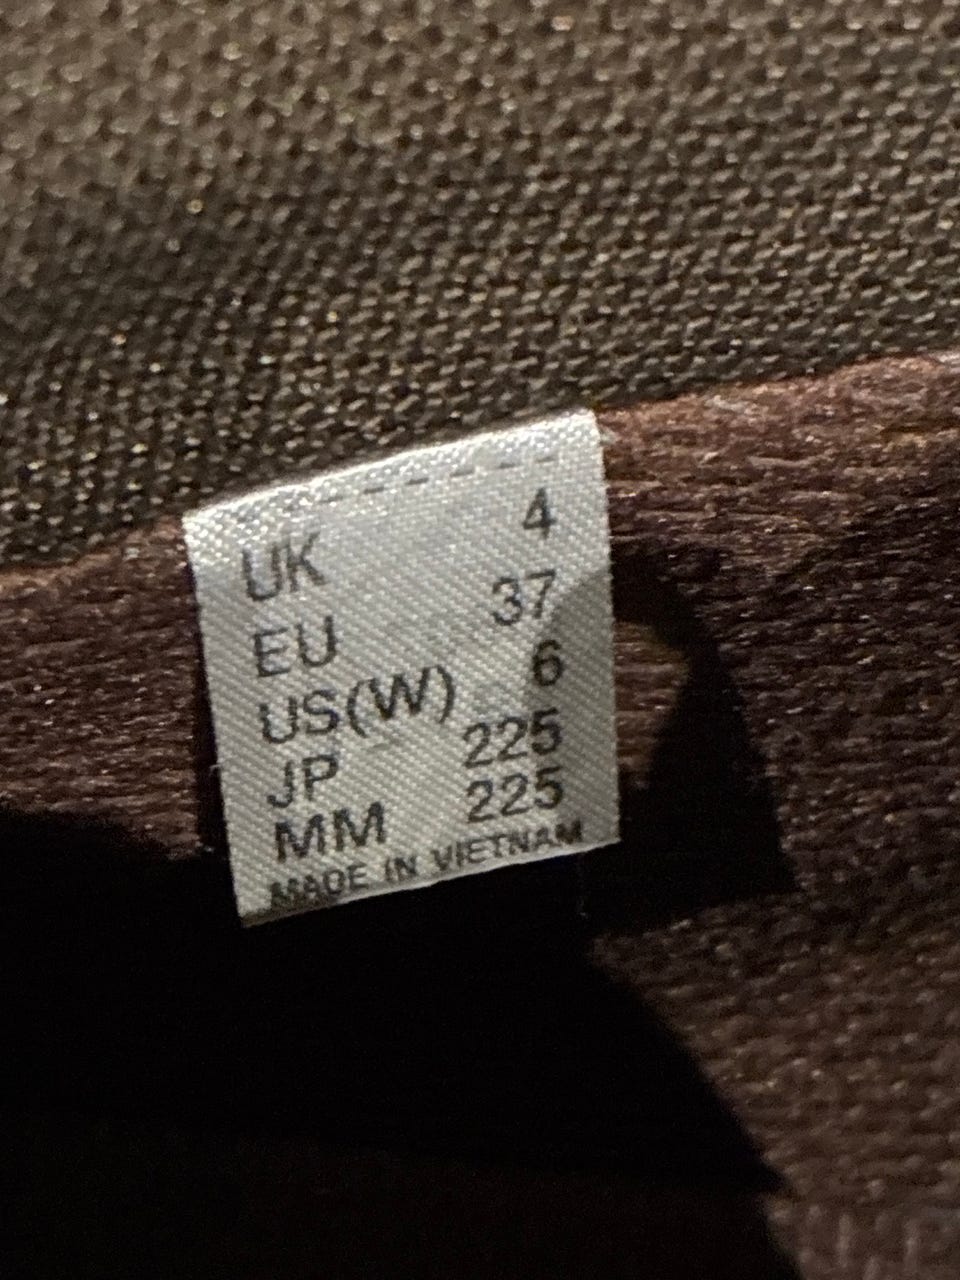 UK 4
EU 37
US(W) 6
JP 225
MM 225
MADE IN VIETNAM